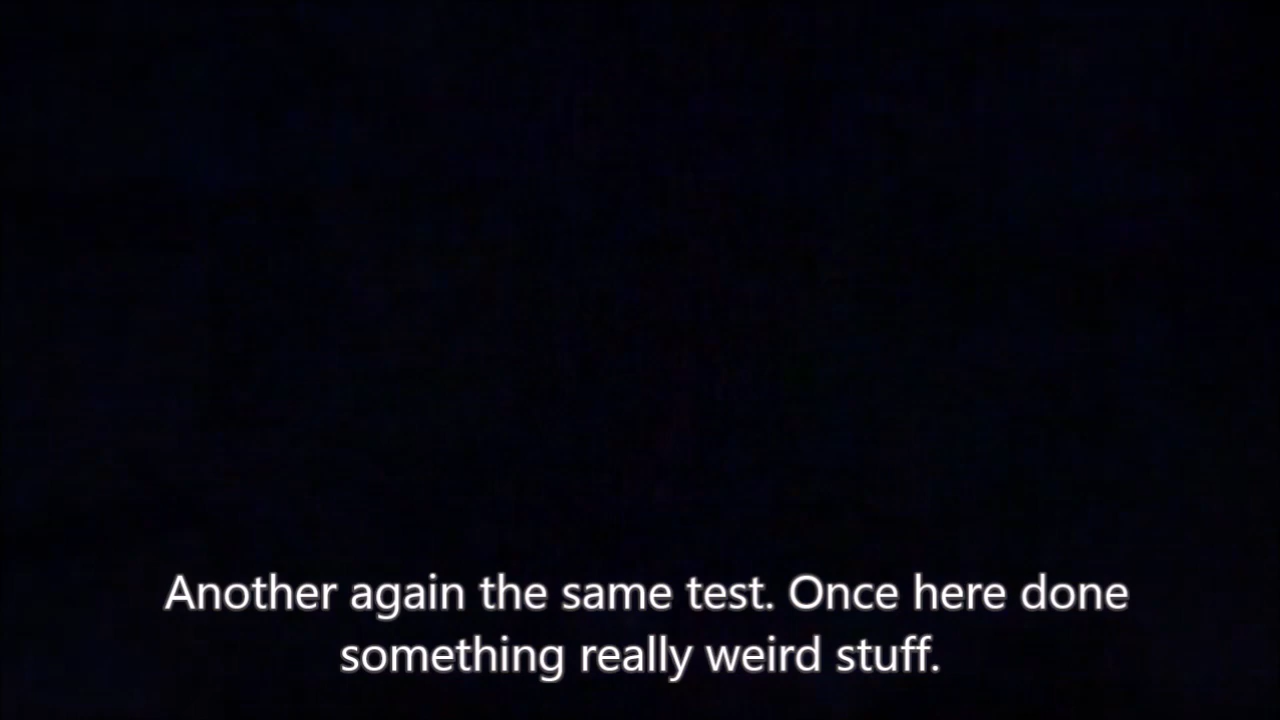 Another again the same test. Once here done
something really weird stuff.